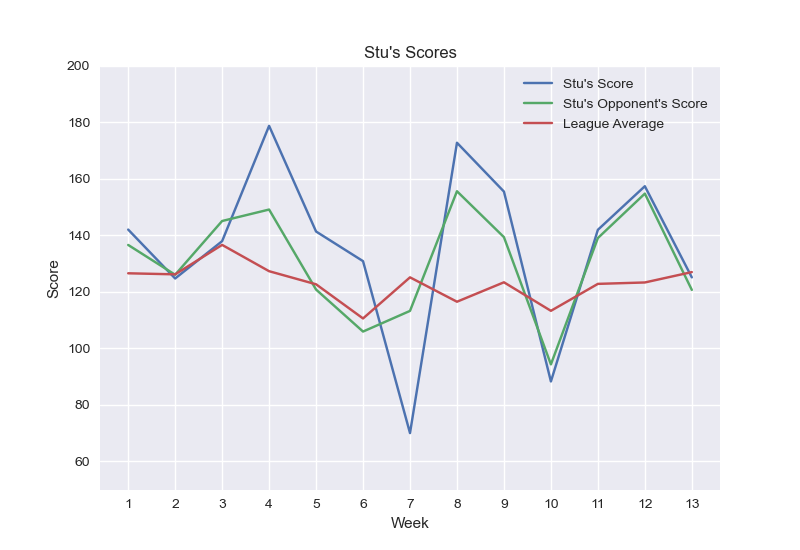 Stu's Scores
Stu's Score
Stu's Opponent's Score
League Average
200
180
160
140
120
100
80
60
Score
1 2 3 4 5 6 7 8 9 10 11 12 13
Week